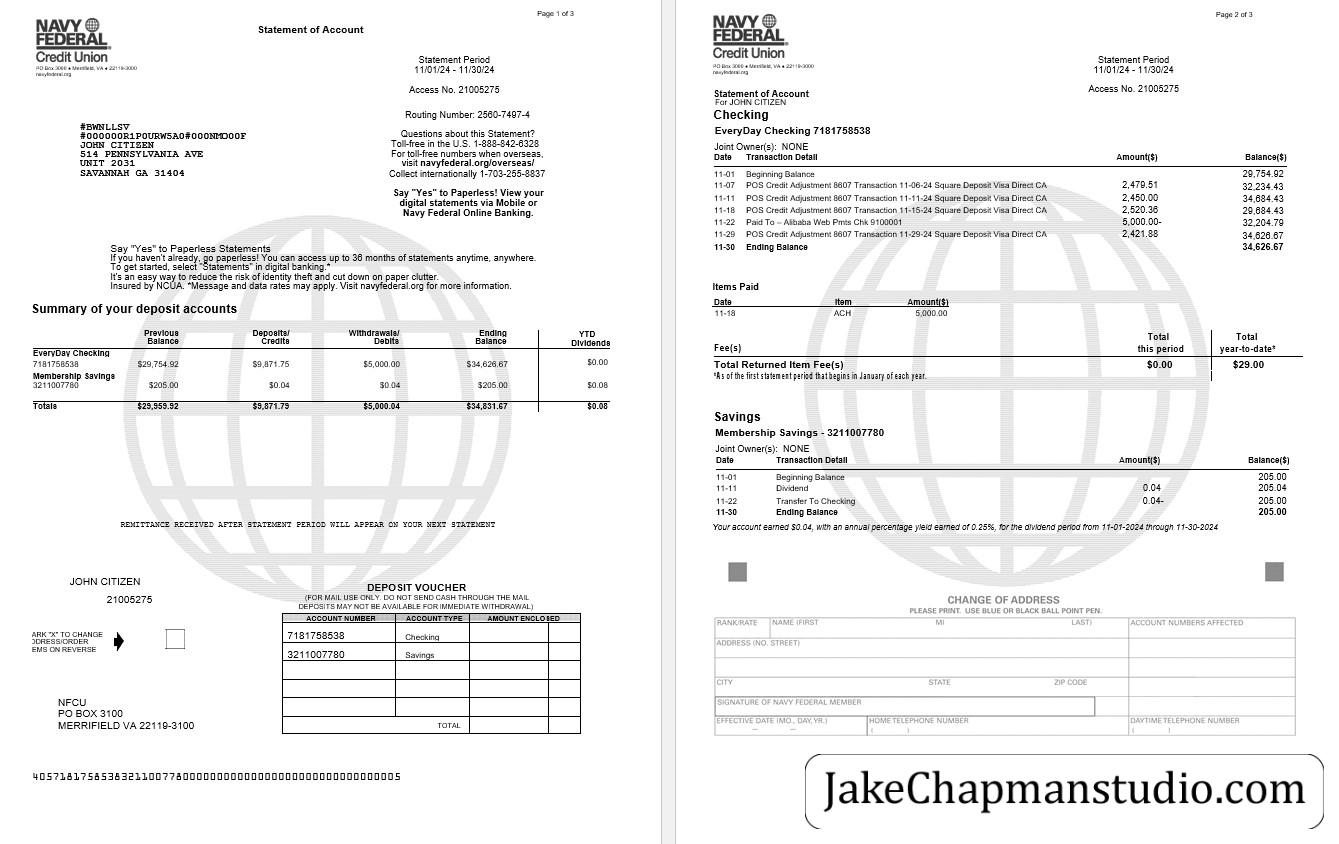 Page 1 of 3
NAVY
FEDERAL
Credit Union
PO Box 3000 • Merrifield, VA • 22119-3000
navyfederal.org
Statement of Account
Statement Period
11/01/24 - 11/30/24
Access No. 21005275
Routing Number: 2560-7497-4
#BWNLLSV
#000000R1P0URW5A0#000NMO00F
JOHN CITIZEN
514 PENNSYLVANIA AVE
UNIT 2031
SAVANNAH GA 31404
Questions about this Statement?
Toll-free in the U.S. 1-888-842-6328
For toll-free numbers when overseas,
visit navyfederal.org/overseas/
Collect internationally 1-703-255-8837
Say "Yes" to Paperless! View your
digital statements via Mobile or
Navy Federal Online Banking.
Say "Yes" to Paperless Statements
If you haven't already, go paperless! You can access up to 36 months of statements anytime, anywhere.
To get started, select "Statements" in digital banking.*
It's an easy way to reduce the risk of identity theft and cut down on paper clutter.
Insured by NCUA. *Message and data rates may apply. Visit navyfederal.org for more information.
Summary of your deposit accounts
Previous Balance Deposits/ Credits Withdrawals/ Debits Ending Balance YTD Dividends
EveryDay Checking
7181758538 $29,754.92 $9,871.75 $5,000.00 $34,626.67 $0.00
Membership Savings
3211007780 $205.00 $0.04 $0.04 $205.00 $0.08
Totals $29,959.92 $9,871.79 $5,000.04 $34,831.67 $0.08
REMITTANCE RECEIVED AFTER STATEMENT PERIOD WILL APPEAR ON YOUR NEXT STATEMENT
JOHN CITIZEN
21005275
ARK "X" TO CHANGE
DDRESS/ORDER
EMS ON REVERSE
NFCU
PO BOX 3100
MERRIFIELD VA 22119-3100
DEPOSIT VOUCHER
(FOR MAIL USE ONLY. DO NOT SEND CASH THROUGH THE MAIL
DEPOSITS MAY NOT BE AVAILABLE FOR IMMEDIATE WITHDRAWAL)
ACCOUNT NUMBER ACCOUNT TYPE AMOUNT ENCLOSED
7181758538 Checking
3211007780 Savings
TOTAL
Page 2 of 3
NAVY
FEDERAL
Credit Union
PO Box 3000 • Merrifield, VA • 22119-3000
navyfederal.org
Statement Period
11/01/24 - 11/30/24
Access No. 21005275
Statement of Account
For JOHN CITIZEN
Checking
EveryDay Checking 7181758538
Joint Owner(s): NONE
Date Transaction Detail Amount($) Balance($)
11-01 Beginning Balance 29,754.92
11-07 POS Credit Adjustment 8607 Transaction 11-06-24 Square Deposit Visa Direct CA 2,479.51 32,234.43
11-11 POS Credit Adjustment 8607 Transaction 11-11-24 Square Deposit Visa Direct CA 2,450.00 34,684.43
11-18 POS Credit Adjustment 8607 Transaction 11-15-24 Square Deposit Visa Direct CA 2,520.36 29,684.43
11-22 Paid To – Alibaba Web Pmts Chk 9100001 5,000.00- 32,204.79
11-29 POS Credit Adjustment 8607 Transaction 11-29-24 Square Deposit Visa Direct CA 2,421.88 34,626.67
11-30 Ending Balance 34,626.67
Items Paid
Date Item Amount($)
11-18 ACH 5,000.00
Fee(s) Total this period Total year-to-date*
Total Returned Item Fee(s) $0.00 $29.00
*As of the first statement period that begins in January of each year.
Savings
Membership Savings - 3211007780
Joint Owner(s): NONE
Date Transaction Detail Amount($) Balance($)
11-01 Beginning Balance 205.00
11-11 Dividend 0.04 205.04
11-22 Transfer To Checking 0.04- 205.00
11-30 Ending Balance 205.00
Your account earned $0.04, with an annual percentage yield earned of 0.25%, for the dividend period from 11-01-2024 through 11-30-2024
CHANGE OF ADDRESS
PLEASE PRINT. USE BLUE OR BLACK BALL POINT PEN.
RANK/RATE NAME (FIRST MI LAST) ACCOUNT NUMBERS AFFECTED
ADDRESS (NO. STREET)
CITY STATE ZIP CODE
SIGNATURE OF NAVY FEDERAL MEMBER
EFFECTIVE DATE (MO., DAY, YR.) HOME TELEPHONE NUMBER DAYTIME TELEPHONE NUMBER
JakeChapmanstudio.com